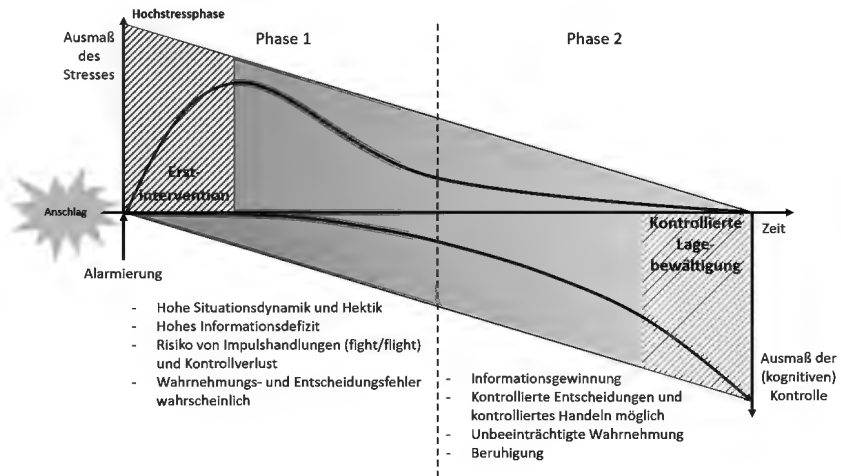 Hochstressphase
Ausmaß
des
Stresses
Phase 1
Phase 2
Erst-
intervention
Anschlag
Kontrollierte
Lage-
bewältigung
Zeit
Alarmierung
- Hohe Situationsdynamik und Hektik
- Hohes Informationsdefizit
- Risiko von Impulshandlungen (fight/flight)
und Kontrollverlust
- Wahrnehmungs- und Entscheidungsfehler
wahrscheinlich
- Informationsgewinnung
- Kontrollierte Entscheidungen und
kontrolliertes Handeln möglich
- Unbeeinträchtigte Wahrnehmung
- Beruhigung
Ausmaß der
(kognitiven)
Kontrolle